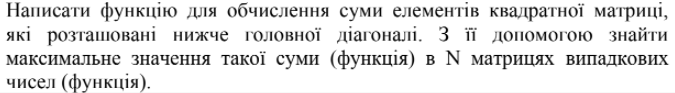 Написати функцію для обчислення суми елементів квадратної матриці,
які розташовані нижче головної діагоналі. З її допомогою знайти
максимальне значення такої суми (функція) в N матрицях випадкових
чисел (функція).